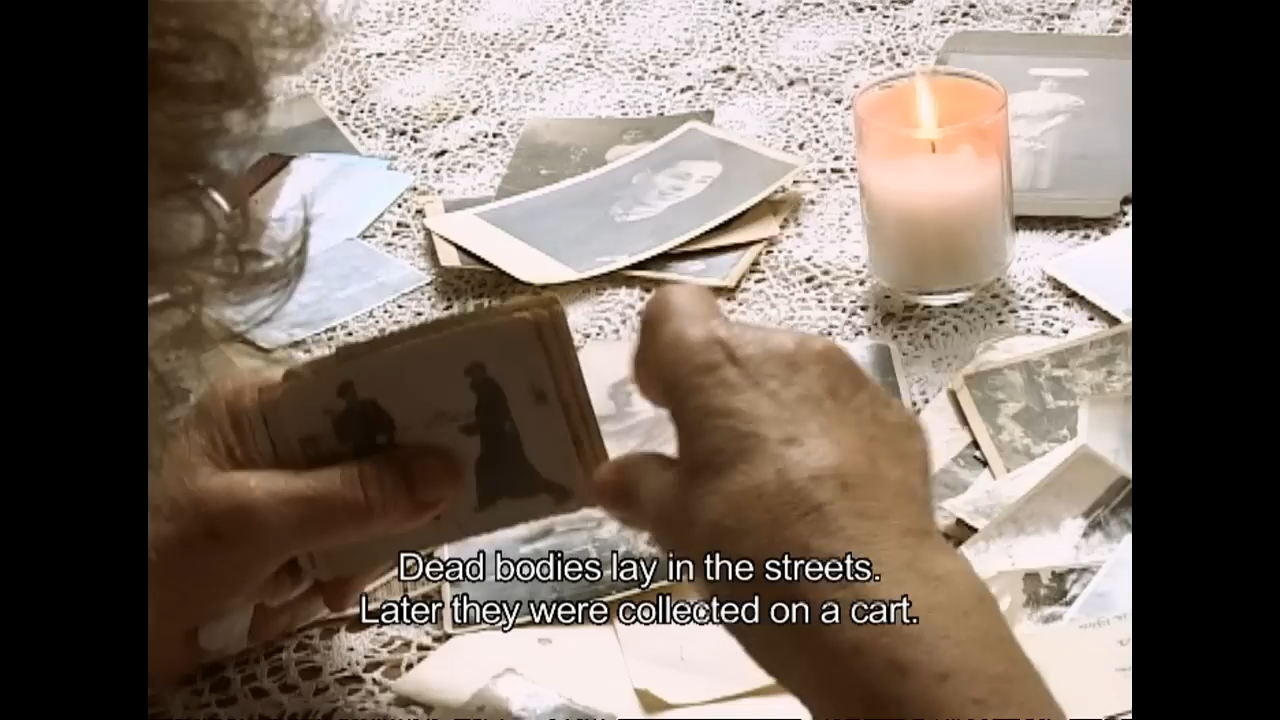 Dead bodies lay in the streets.
Later they were collected on a cart.